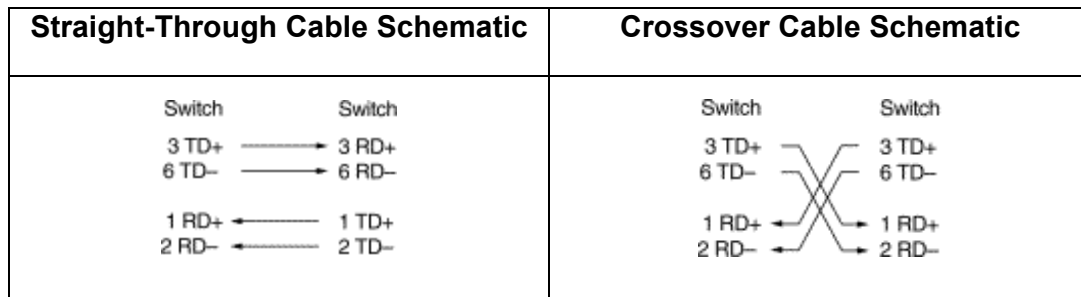 Straight-Through Cable Schematic
Crossover Cable Schematic
Switch Switch
3 TD+ 3 RD+
6 TD– 6 RD–
1 RD+ 1 TD+
2 RD– 2 TD–
Switch Switch
3 TD+ 3 TD+
6 TD– 6 TD–
1 RD+ 1 RD+
2 RD– 2 RD–